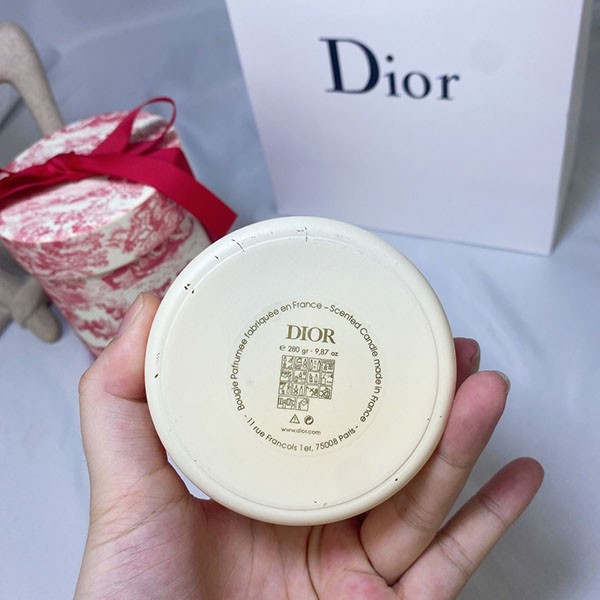 Dior
Bougie Parfumée fabriquée en France – Scented Candle made in France
DIOR
e 280 gr - 9,87 oz
www.dior.com
- 11 rue Francois 1er, 75008 Paris -